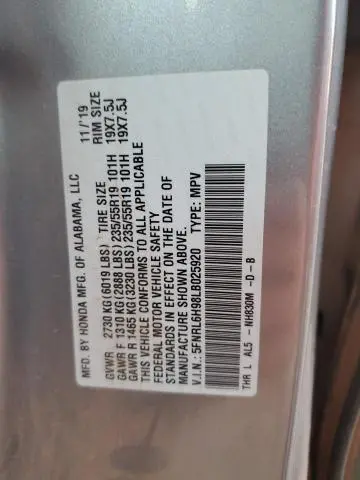 MFD. BY HONDA MFG. OF ALABAMA, LLC 11/'19
GVWR 2730 KG(6019 LBS) TIRE SIZE RIM SIZE
GAWR F 1310 KG(2888 LBS) 235/55R19 101H 19X7.5J
GAWR R 1465 KG(3230 LBS) 235/55R19 101H 19X7.5J
THIS VEHICLE CONFORMS TO ALL APPLICABLE
FEDERAL MOTOR VEHICLE SAFETY
STANDARDS IN EFFECT ON THE DATE OF
MANUFACTURE SHOWN ABOVE.
V.I.N.: 5FNRL6H98LB025920 TYPE: MPV
THR L AL5 - NH830M -D -B